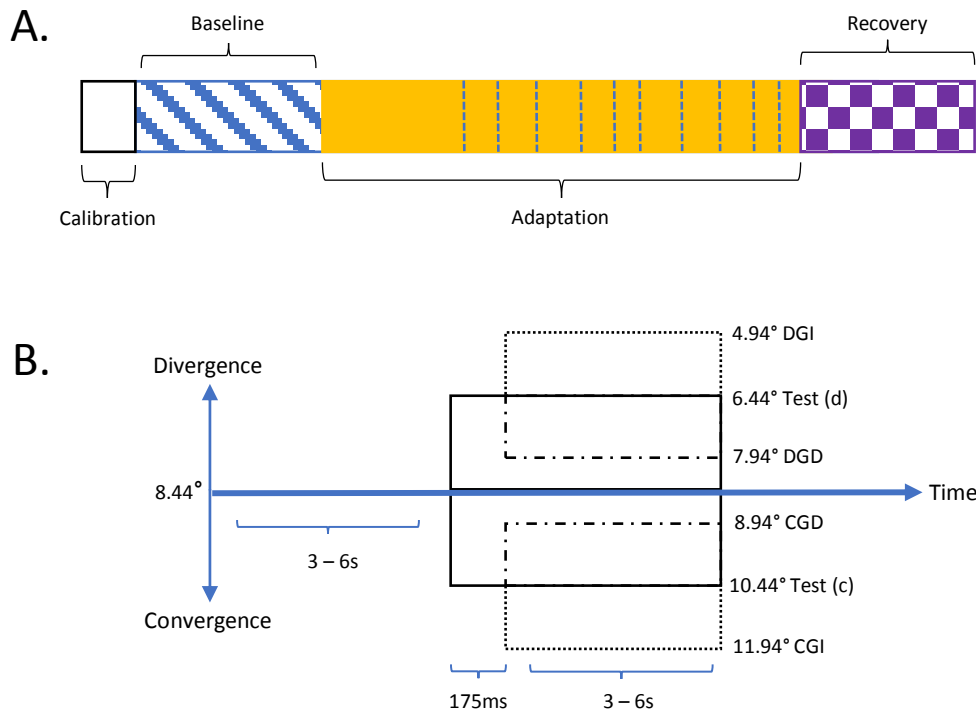 A.
Baseline
Recovery
Calibration
Adaptation
B.
Divergence
8.44°
Convergence
3 – 6s
4.94° DGI
6.44° Test (d)
7.94° DGD
Time
8.94° CGD
10.44° Test (c)
11.94° CGI
175ms
3 – 6s